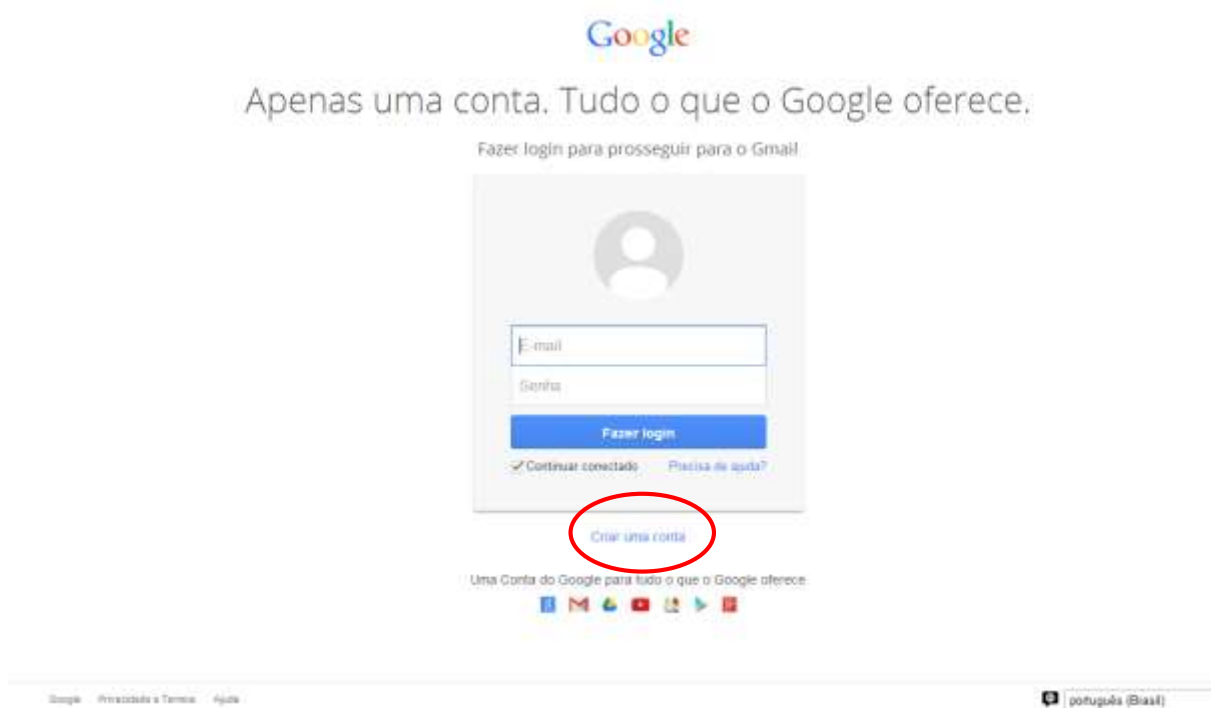 Google
Apenas uma conta. Tudo o que o Google oferece.
Fazer login para prosseguir para o Gmail
E-mail
Senha
Fazer login
Continuar conectado Precisa de ajuda?
Criar uma conta
Uma Conta do Google para tudo o que o Google oferece
Google Privacidade e Termos Ajuda português (Brasil)